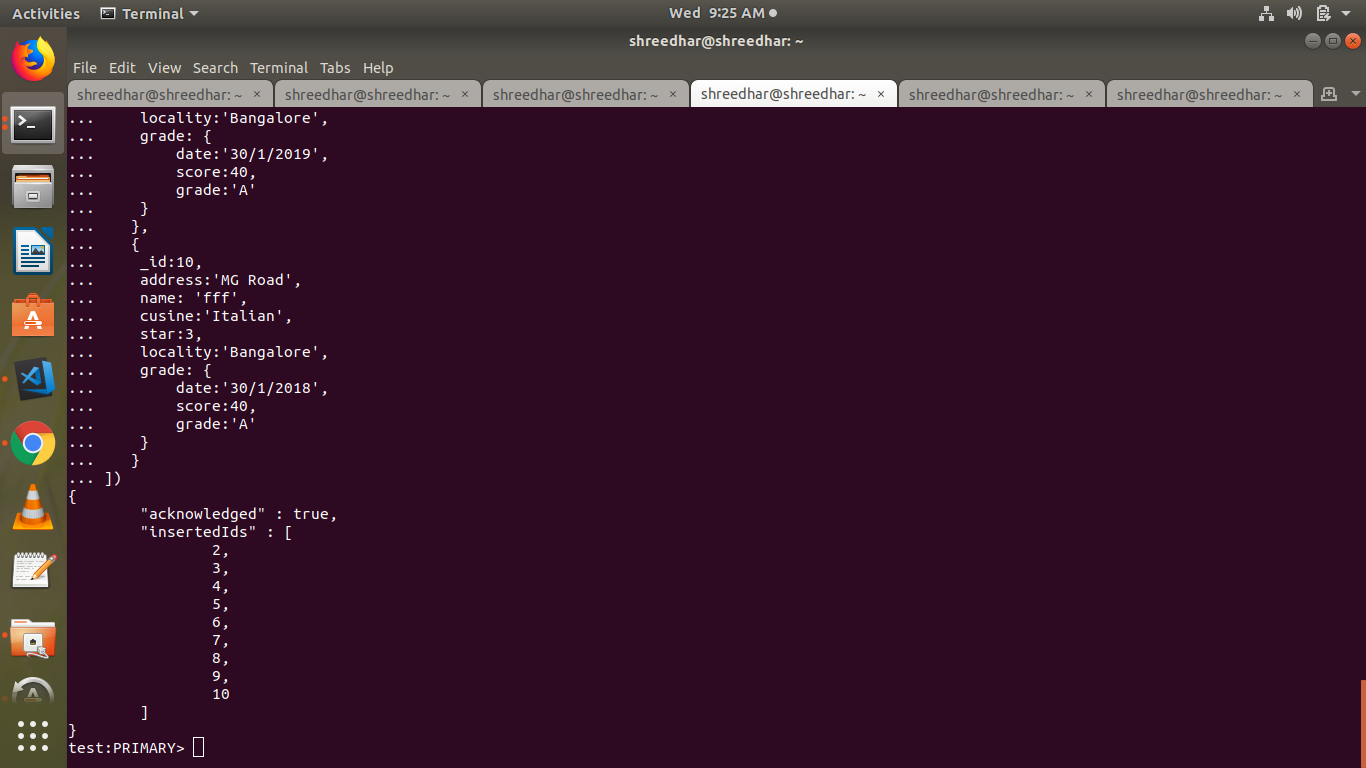 Activities Terminal Wed 9:25 AM
shreedhar@shreedhar: ~
File Edit View Search Terminal Tabs Help
shreedhar@shreedhar: ~ × shreedhar@shreedhar: ~ × shreedhar@shreedhar: ~ × shreedhar@shreedhar: ~ × shreedhar@shreedhar: ~ × shreedhar@shreedhar: ~ ×
...     locality:'Bangalore',
...     grade: {
...         date:'30/1/2019',
...         score:40,
...         grade:'A'
...     }
...    },
...    {
...     _id:10,
...     address:'MG Road',
...     name: 'fff',
...     cusine:'Italian',
...     star:3,
...     locality:'Bangalore',
...     grade: {
...         date:'30/1/2018',
...         score:40,
...         grade:'A'
...     }
...    }
... ])
{
        "acknowledged" : true,
        "insertedIds" : [
                2,
                3,
                4,
                5,
                6,
                7,
                8,
                9,
                10
        ]
}
test:PRIMARY>